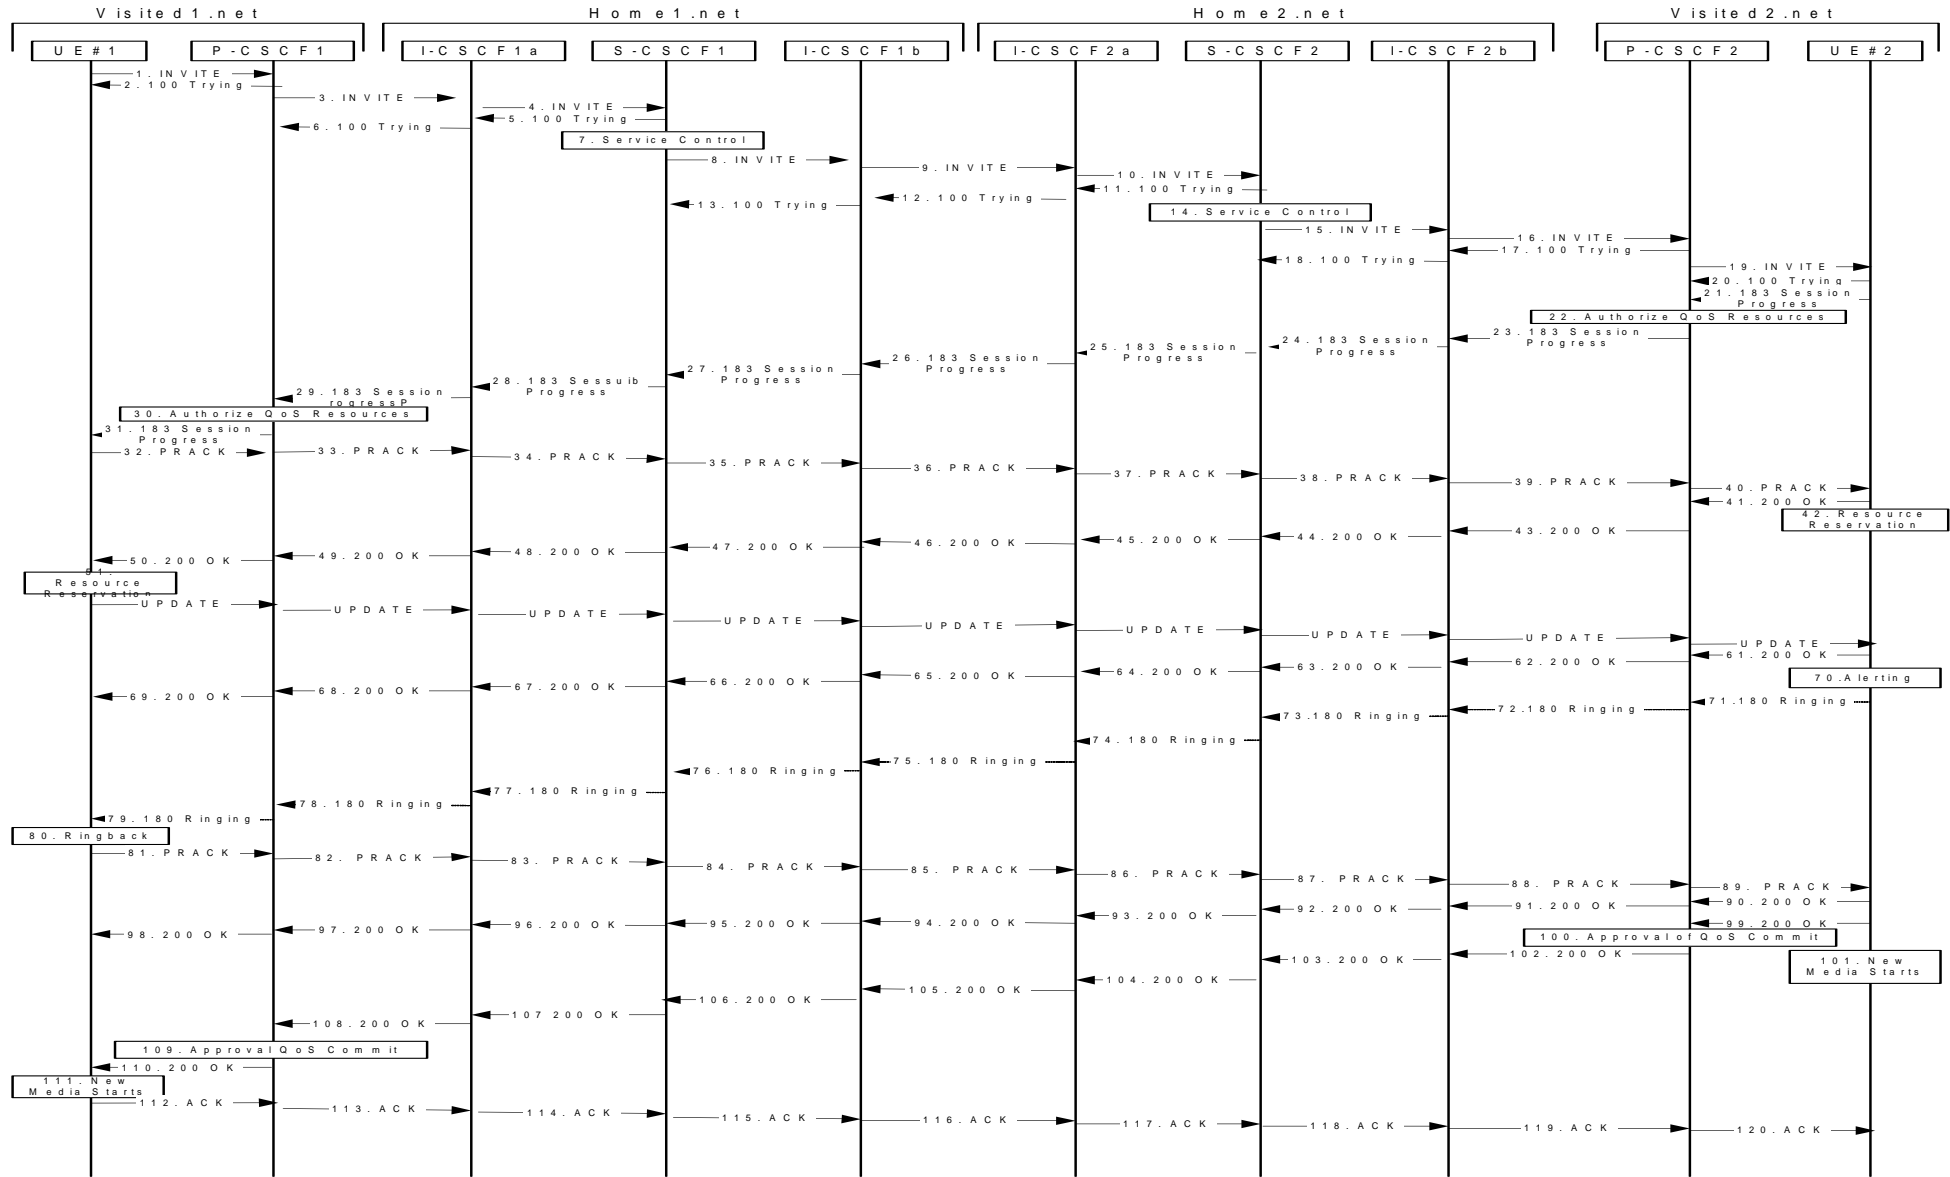 Visited1.net
Home1.net
Home2.net
Visited2.net
UE#1
P-CSCF1
I-CSCF1a
S-CSCF1
I-CSCF1b
I-CSCF2a
S-CSCF2
I-CSCF2b
P-CSCF2
UE#2
1.INVITE
2.100 Trying
3.INVITE
4.INVITE
5.100 Trying
6.100 Trying
7.Service Control
8.INVITE
9.INVITE
10.INVITE
11.100 Trying
12.100 Trying
13.100 Trying
14.Service Control
15.INVITE
16.INVITE
17.100 Trying
18.100 Trying
19.INVITE
20.100 Trying
21.183 Session
Progress
22.Authorize QoS Resources
23.183 Session
Progress
24.183 Session
Progress
25.183 Session
Progress
26.183 Session
Progress
27.183 Session
Progress
28.183 Sessuib
Progress
29.183 Session
rogressP
30.Authorize QoS Resources
31.183 Session
Progress
32.PRACK
33.PRACK
34.PRACK
35.PRACK
36.PRACK
37.PRACK
38.PRACK
39.PRACK
40.PRACK
41.200 OK
42.Resource
Reservation
43.200 OK
44.200 OK
45.200 OK
46.200 OK
47.200 OK
48.200 OK
49.200 OK
50.200 OK
51.
Resource
Reservation
UPDATE
UPDATE
UPDATE
UPDATE
UPDATE
UPDATE
UPDATE
UPDATE
UPDATE
61.200 OK
62.200 OK
63.200 OK
64.200 OK
65.200 OK
66.200 OK
67.200 OK
68.200 OK
69.200 OK
70.Alerting
71.180 Ringing
72.180 Ringing
73.180 Ringing
74.180 Ringing
75.180 Ringing
76.180 Ringing
77.180 Ringing
78.180 Ringing
79.180 Ringing
80.Ringback
81.PRACK
82. PRACK
83. PRACK
84. PRACK
85. PRACK
86. PRACK
87. PRACK
88. PRACK
89. PRACK
90.200 OK
91.200 OK
92.200 OK
93.200 OK
94.200 OK
95.200 OK
96.200 OK
97.200 OK
98.200 OK
99.200 OK
100.ApprovalofQoS Commit
101.New
Media Starts
102.200 OK
103.200 OK
104.200 OK
105.200 OK
106.200 OK
107 200 OK
108.200 OK
109.ApprovalQoS Commit
110.200 OK
111.New
Media Starts
112.ACK
113.ACK
114.ACK
115.ACK
116.ACK
117.ACK
118.ACK
119.ACK
120.ACK